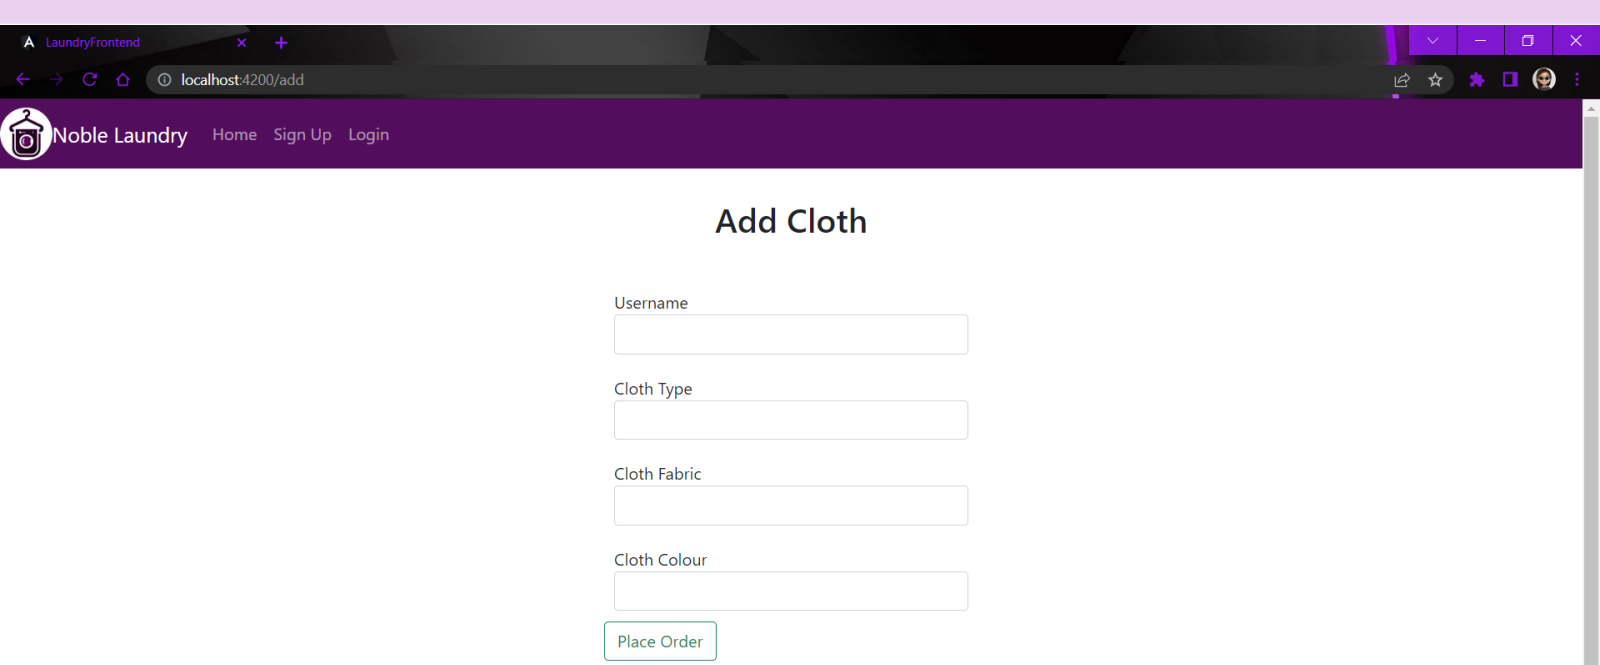 LaundryFrontend
localhost:4200/add
Noble Laundry Home Sign Up Login
Add Cloth
Username
Cloth Type
Cloth Fabric
Cloth Colour
Place Order